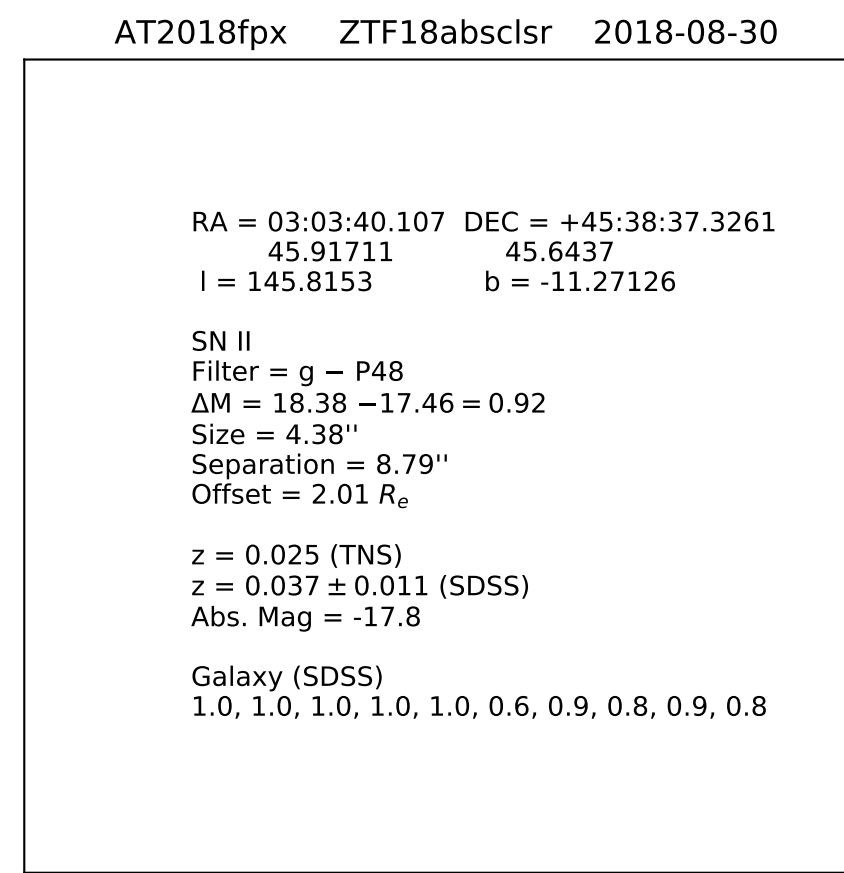 AT2018fpx ZTF18absclsr 2018-08-30
RA = 03:03:40.107 DEC = +45:38:37.3261
45.91711 45.6437
l = 145.8153 b = -11.27126
SN II
Filter = g − P48
ΔM = 18.38 −17.46 = 0.92
Size = 4.38''
Separation = 8.79''
Offset = 2.01 Rₑ
z = 0.025 (TNS)
z = 0.037 ± 0.011 (SDSS)
Abs. Mag = -17.8
Galaxy (SDSS)
1.0, 1.0, 1.0, 1.0, 1.0, 0.6, 0.9, 0.8, 0.9, 0.8